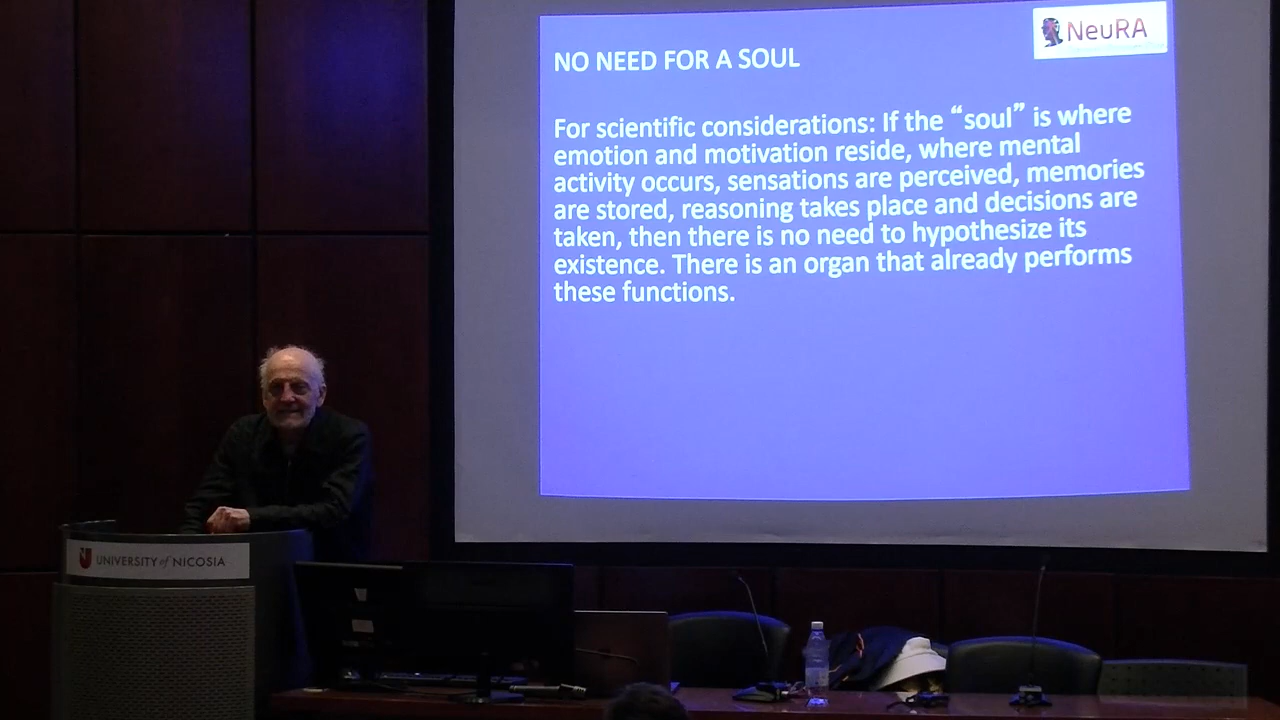 NeuRA
NO NEED FOR A SOUL
For scientific considerations: If the “soul” is where
emotion and motivation reside, where mental
activity occurs, sensations are perceived, memories
are stored, reasoning takes place and decisions are
taken, then there is no need to hypothesize its
existence. There is an organ that already performs
these functions.
UNIVERSITY of NICOSIA